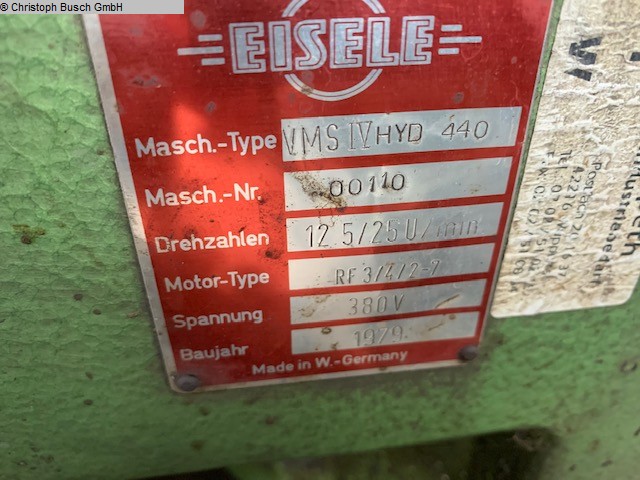 © Christoph Busch GmbH
EISELE
Masch.-Type VMS IV HYD 440
Masch.-Nr. 00110
Drehzahlen 12.5/25 U/min
Motor-Type RF 3/4/2-7
Spannung 380V
Baujahr 1979
Made in W.-Germany